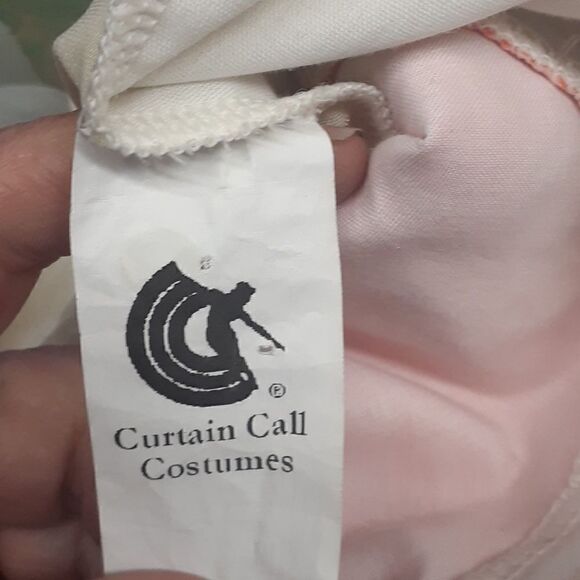 Ⓟ
Curtain Call
Costumes